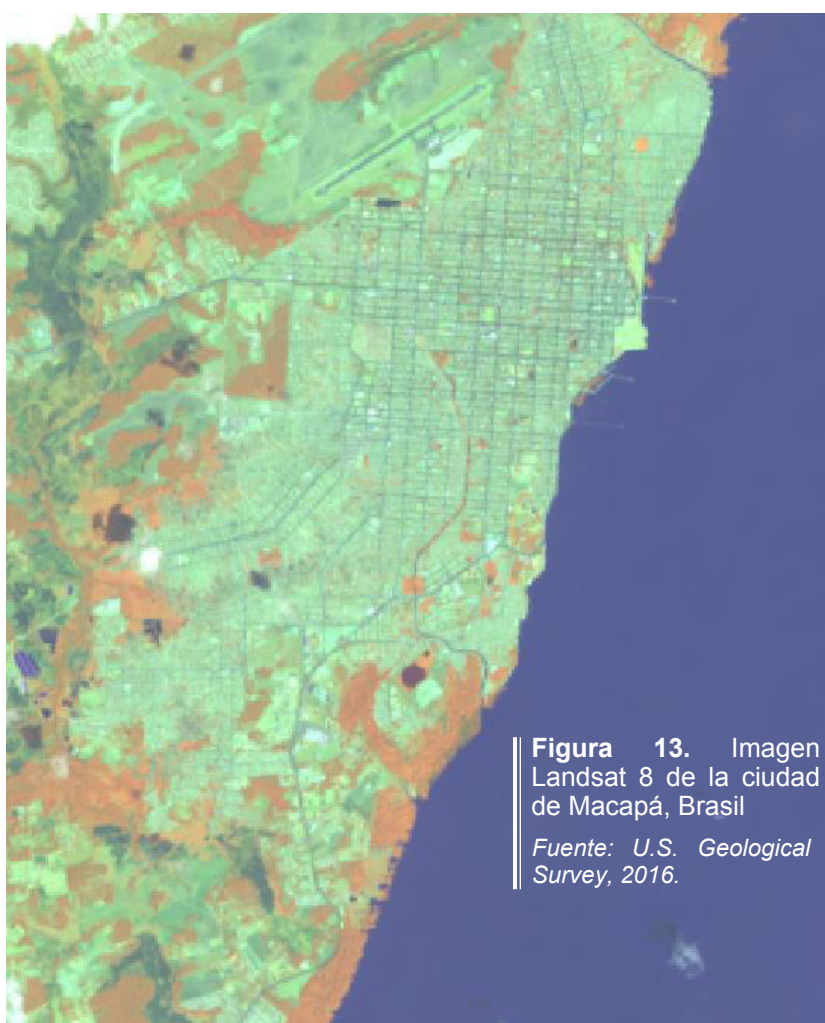 Figura 13. Imagen
Landsat 8 de la ciudad
de Macapá, Brasil
Fuente: U.S. Geological
Survey, 2016.